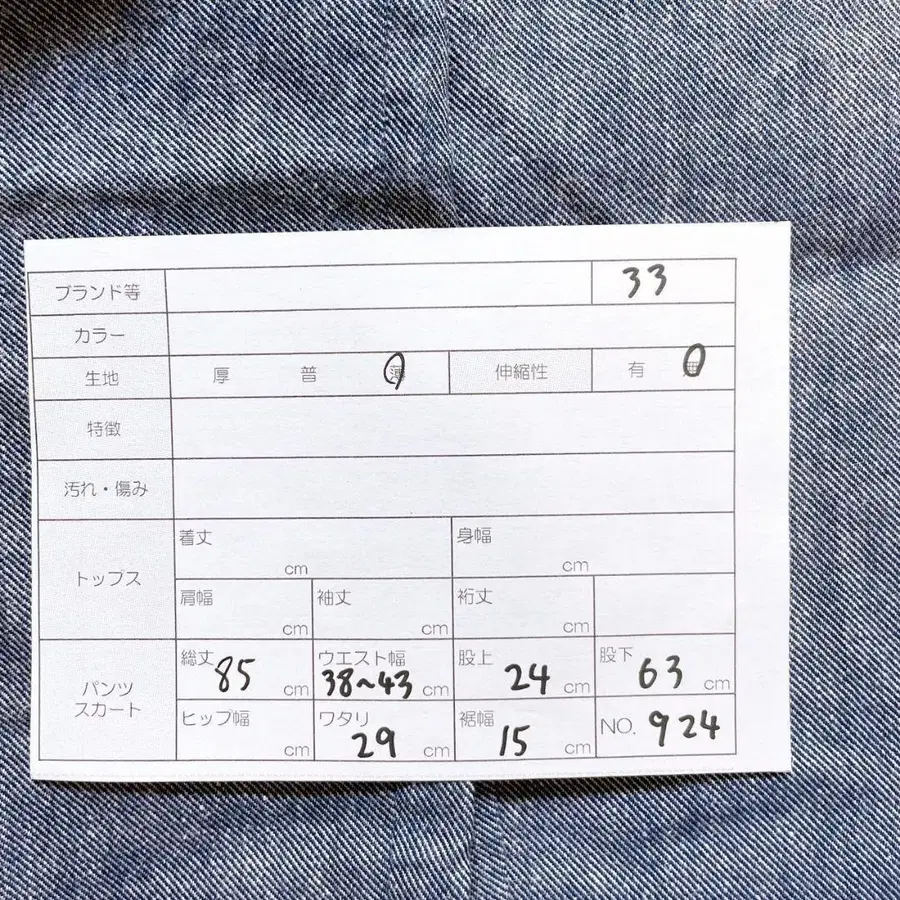 ブランド等 33
カラー
生地 厚 普 薄 伸縮性 有 無
特徴
汚れ・傷み
トップス
着丈 cm 身幅 cm
肩幅 cm 袖丈 cm 裄丈 cm
パンツ
スカート
総丈 85 cm ウエスト幅 38~43 cm 股上 24 cm 股下 63 cm
ヒップ幅 cm ワタリ 29 cm 裾幅 15 cm NO. 924